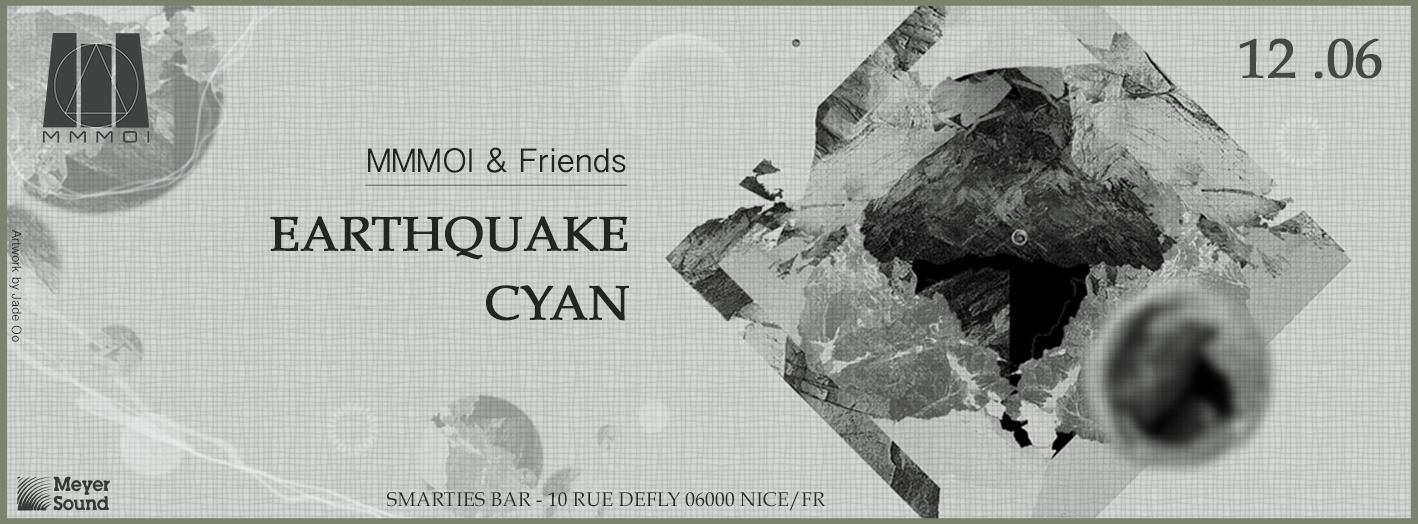 MMMOI
12 .06
MMMOI & Friends
EARTHQUAKE
CYAN
Artwork by Jade Oo
Meyer
Sound
SMARTIES BAR - 10 RUE DEFLY 06000 NICE/FR